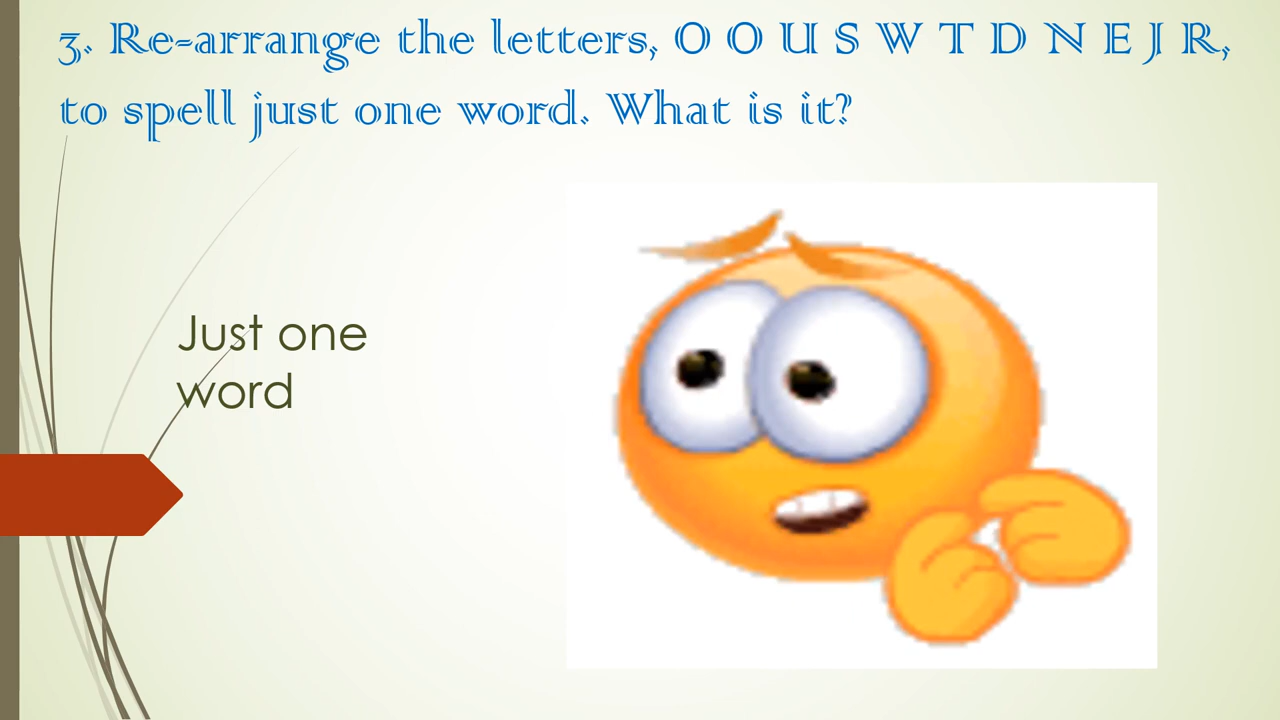 3. Re-arrange the letters, O O U S W T D N E J R,
to spell just one word. What is it?
Just one
word